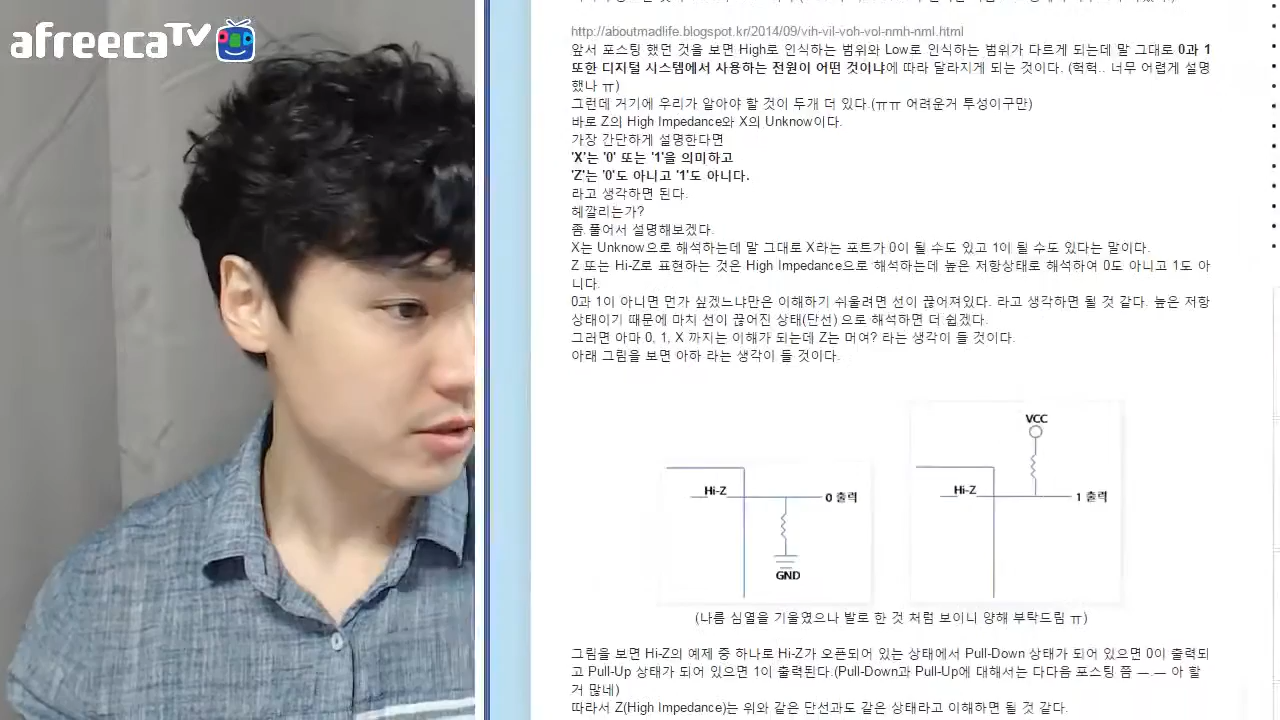 afreecaTV
http://aboutmadlife.blogspot.kr/2014/09/vih-vil-voh-vol-nmh-nml.html
앞서 포스팅 했던 것을 보면 High로 인식하는 범위와 Low로 인식하는 범위가 다르게 되는데 말 그대로 0과 1
또한 디지털 시스템에서 사용하는 전원이 어떤 것이냐에 따라 달라지게 되는 것이다. (헉헉.. 너무 어렵게 설명
했나 ㅠ)
그런데 거기에 우리가 알아야 할 것이 두개 더 있다.(ㅠㅠ 어려운거 투성이구만)
바로 Z의 High Impedance와 X의 Unknow이다.
가장 간단하게 설명한다면
'X'는 '0' 또는 '1'을 의미하고
'Z'는 '0'도 아니고 '1'도 아니다.
라고 생각하면 된다.
헤깔리는가?
쫌 풀어서 설명해보겠다.
X는 Unknow으로 해석하는데 말 그대로 X라는 포트가 0이 될 수도 있고 1이 될 수도 있다는 말이다.
Z 또는 Hi-Z로 표현하는 것은 High Impedance으로 해석하는데 높은 저항상태로 해석하여 0도 아니고 1도 아
니다.
0과 1이 아니면 먼가 싶겠느냐만은 이해하기 쉬울려면 선이 끊어져있다. 라고 생각하면 될 것 같다. 높은 저항
상태이기 때문에 마치 선이 끊어진 상태(단선) 으로 해석하면 더 쉽겠다.
그러면 아마 0, 1, X 까지는 이해가 되는데 Z는 머여? 라는 생각이 들 것이다.
아래 그림을 보면 아하 라는 생각이 들 것이다.
VCC
Hi-Z
0 출력
Hi-Z
1 출력
GND
(나름 심열을 기울였으나 발로 한 것 처럼 보이니 양해 부탁드림 ㅠ)
그림을 보면 Hi-Z의 예제 중 하나로 Hi-Z가 오픈되어 있는 상태에서 Pull-Down 상태가 되어 있으면 0이 출력되
고 Pull-Up 상태가 되어 있으면 1이 출력된다.(Pull-Down과 Pull-Up에 대해서는 다다음 포스팅 쯤 ㅡ.ㅡ 아 할
거 많네)
따라서 Z(High Impedance)는 위와 같은 단선과도 같은 상태라고 이해하면 될 것 같다.